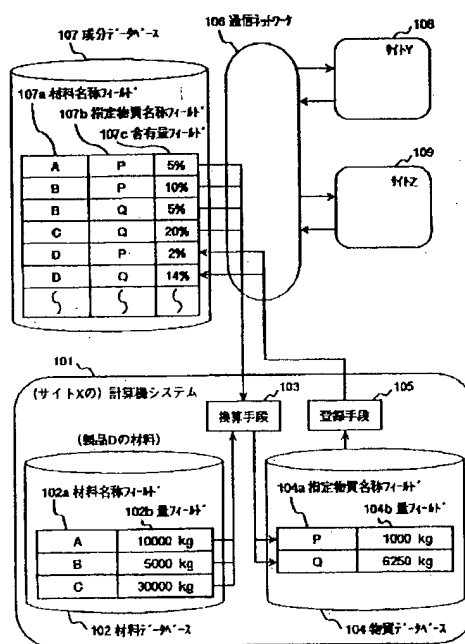 107 成分データベース
106 通信ネットワーク
108
サイトY
109
サイトZ
107a 材料名称フィールド
107b 指定物質名称フィールド
107c 含有量フィールド
A P 5%
B P 10%
B Q 5%
C Q 20%
D P 2%
D Q 14%
101
(サイトXの) 計算機システム
103
換算手段
105
登録手段
(製品Dの材料)
102a 材料名称フィールド
102b 量フィールド
A 10000 kg
B 5000 kg
C 30000 kg
102 材料データベース
104a 指定物質名称フィールド
104b 量フィールド
P 1000 kg
Q 6250 kg
104 物質データベース